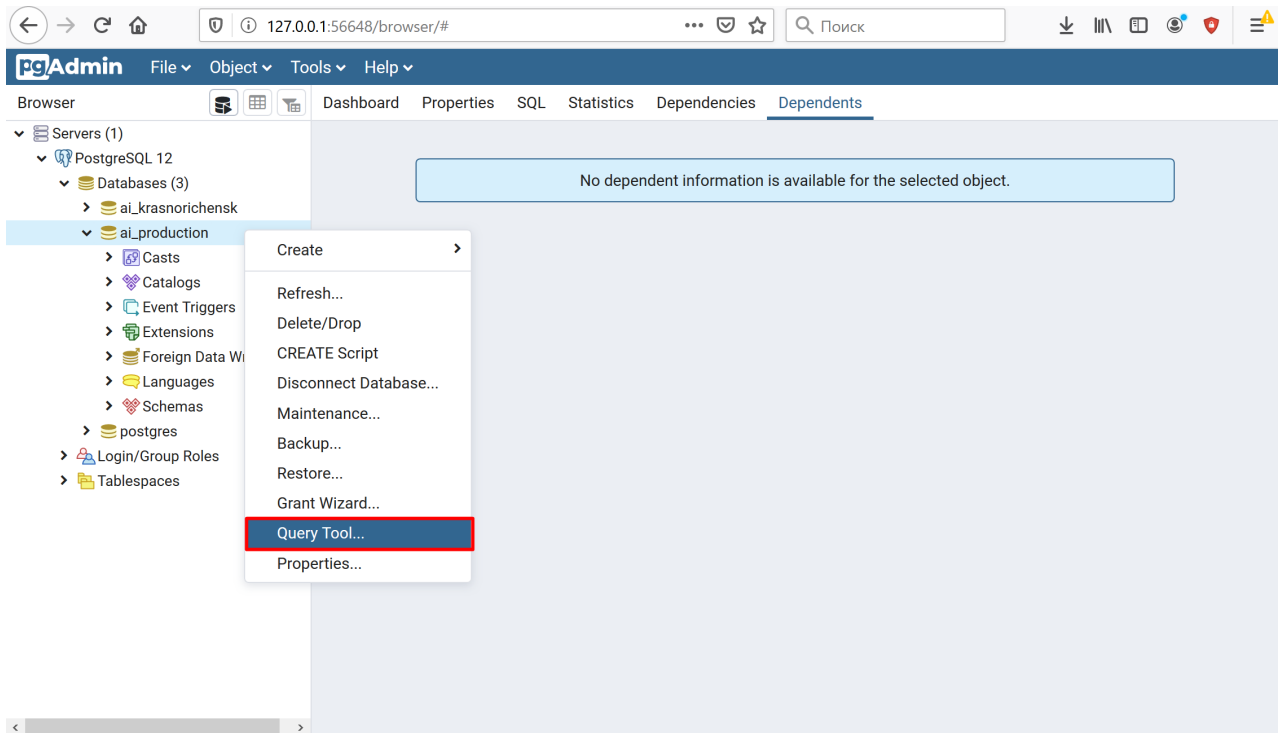 127.0.0.1:56648/browser/#
Поиск
pgAdmin File Object Tools Help
Browser
Dashboard Properties SQL Statistics Dependencies Dependents
Servers (1)
PostgreSQL 12
Databases (3)
ai_krasnorichensk
ai_production
Casts
Catalogs
Event Triggers
Extensions
Foreign Data Wr
Languages
Schemas
postgres
Login/Group Roles
Tablespaces
No dependent information is available for the selected object.
Create
Refresh...
Delete/Drop
CREATE Script
Disconnect Database...
Maintenance...
Backup...
Restore...
Grant Wizard...
Query Tool...
Properties...